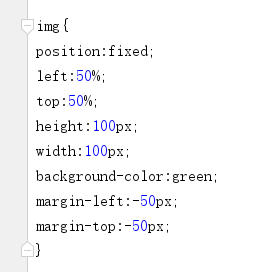 img{
position:fixed;
left:50%;
top:50%;
height:100px;
width:100px;
background-color:green;
margin-left:-50px;
margin-top:-50px;
}